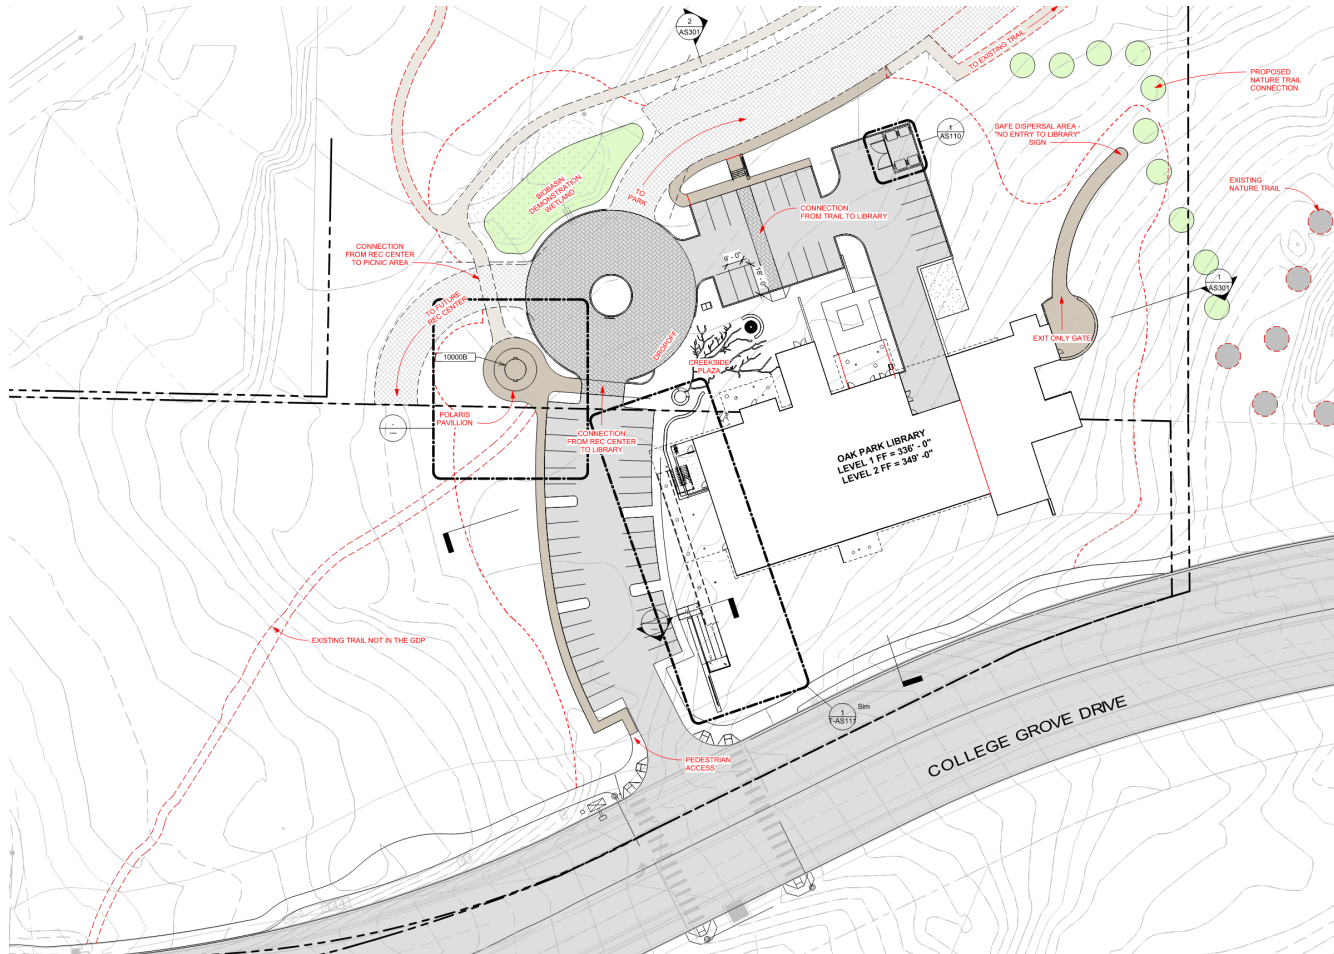 2
AS301
TO EXISTING TRAIL
PROPOSED
NATURE TRAIL
CONNECTION
1
AS110
SAFE DISPERSAL AREA -
"NO ENTRY TO LIBRARY"
SIGN
EXISTING
NATURE TRAIL
BIOBASIN
DEMONSTRATION
WETLAND
TO
PARK
CONNECTION
FROM TRAIL TO LIBRARY
CONNECTION
FROM REC CENTER
TO PICNIC AREA
9' - 0"
18' - 0"
1
AS301
TO FUTURE
REC CENTER
EXIT ONLY GATE
DROPOFF
10000B
CREEKSIDE
PLAZA
POLARIS
PAVILLION
CONNECTION
FROM REC CENTER
TO LIBRARY
OAK PARK LIBRARY
LEVEL 1 FF = 336' - 0"
LEVEL 2 FF = 349' -0"
EXISTING TRAIL NOT IN THE GDP
1
T-AS111
Sim
COLLEGE GROVE DRIVE
PEDESTRIAN
ACCESS